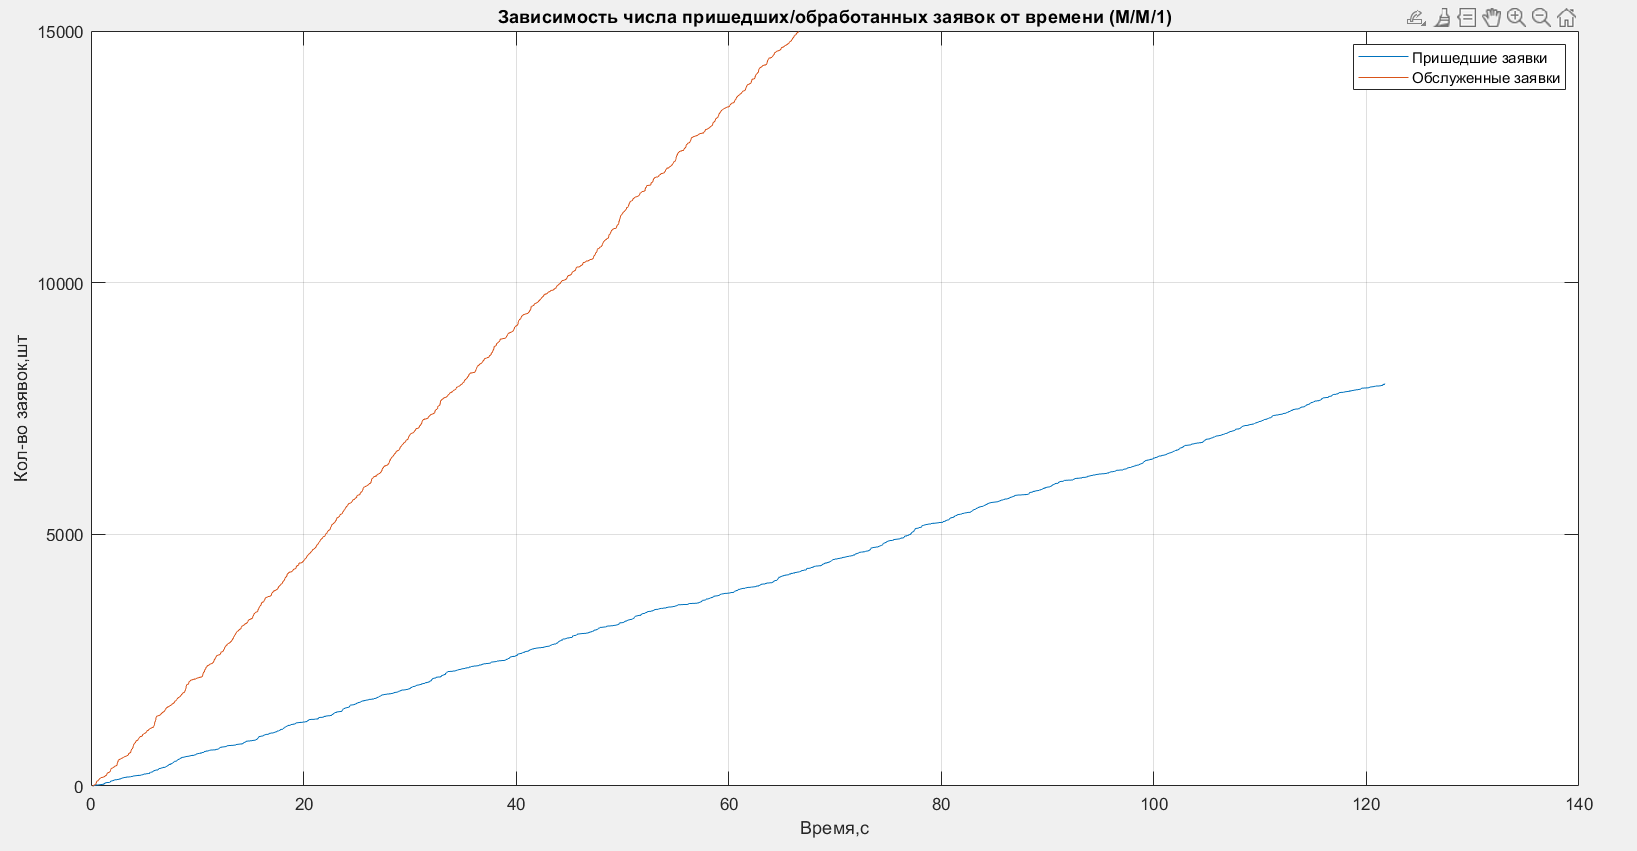 Зависимость числа пришедших/обработанных заявок от времени (M/M/1)
Пришедшие заявки
Обслуженные заявки
15000
10000
5000
0
Кол-во заявок,шт
0 20 40 60 80 100 120 140
Время,с